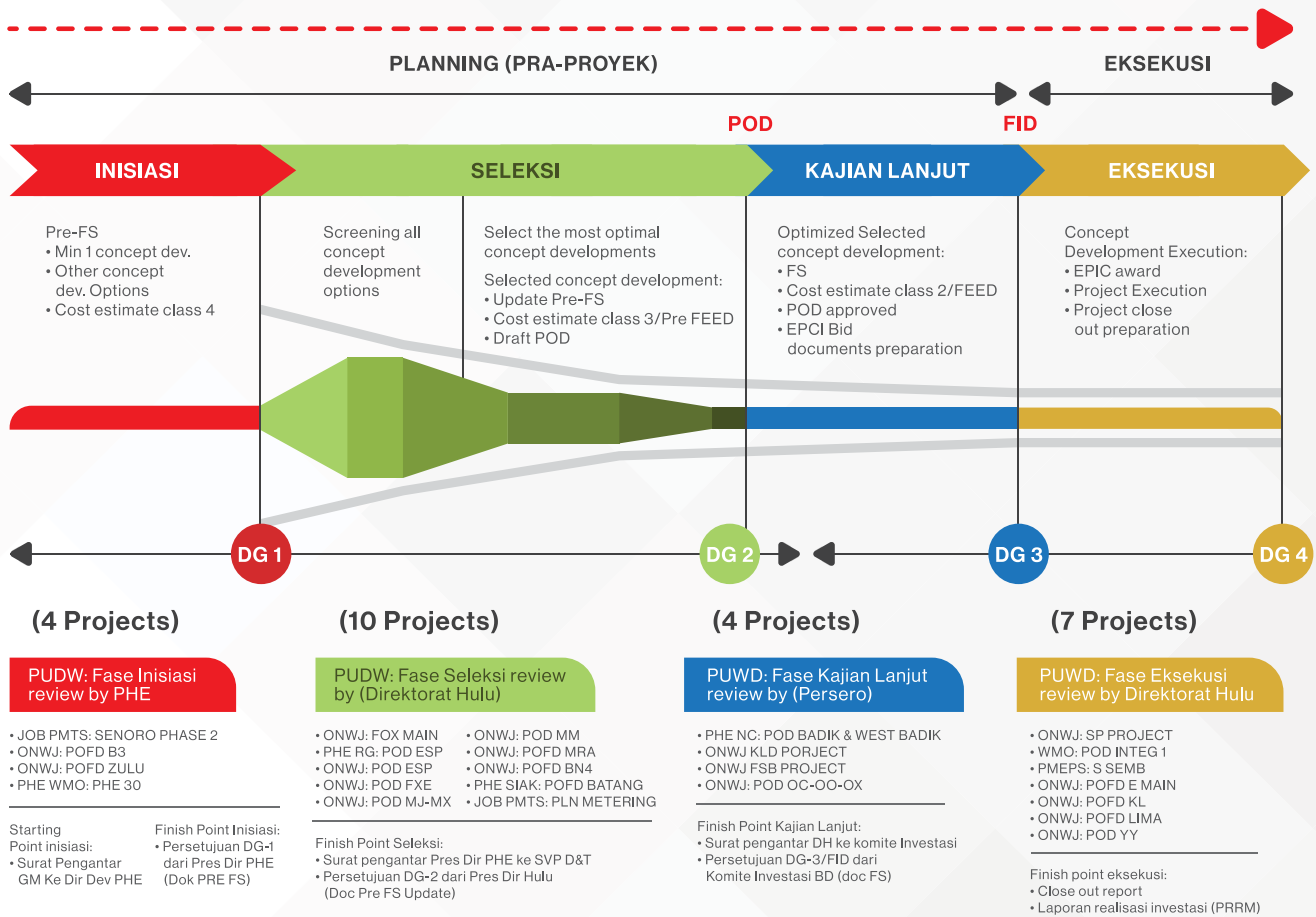 PLANNING (PRA-PROYEK)
EKSEKUSI
POD
FID
INISIASI
SELEKSI
KAJIAN LANJUT
EKSEKUSI
Pre-FS
• Min 1 concept dev.
• Other concept
dev. Options
• Cost estimate class 4
Screening all
concept
development
options
Select the most optimal
concept developments
Selected concept development:
• Update Pre-FS
• Cost estimate class 3/Pre FEED
• Draft POD
Optimized Selected
concept development:
• FS
• Cost estimate class 2/FEED
• POD approved
• EPCI Bid
documents preparation
Concept
Development Execution:
• EPIC award
• Project Execution
• Project close
out preparation
DG 1
DG 2
DG 3
DG 4
(4 Projects)
PUDW: Fase Inisiasi
review by PHE
• JOB PMTS: SENORO PHASE 2
• ONWJ: POFD B3
• ONWJ: POFD ZULU
• PHE WMO: PHE 30
Starting
Point inisiasi:
• Surat Pengantar
GM Ke Dir Dev PHE
Finish Point Inisiasi:
• Persetujuan DG-1
dari Pres Dir PHE
(Dok PRE FS)
(10 Projects)
PUDW: Fase Seleksi review
by (Direktorat Hulu)
• ONWJ: FOX MAIN
• PHE RG: POD ESP
• ONWJ: POD ESP
• ONWJ: POD FXE
• ONWJ: POD MJ-MX
• ONWJ: POD MM
• ONWJ: POFD MRA
• ONWJ: POFD BN4
• PHE SIAK: POFD BATANG
• JOB PMTS: PLN METERING
Finish Point Seleksi:
• Surat pengantar Pres Dir PHE ke SVP D&T
• Persetujuan DG-2 dari Pres Dir Hulu
(Doc Pre FS Update)
(4 Projects)
PUWD: Fase Kajian Lanjut
review by (Persero)
• PHE NC: POD BADIK & WEST BADIK
• ONWJ KLD PORJECT
• ONWJ FSB PROJECT
• ONWJ: POD OC-OO-OX
Finish Point Kajian Lanjut:
• Surat pengantar DH ke komite Investasi
• Persetujuan DG-3/FID dari
Komite Investasi BD (doc FS)
(7 Projects)
PUWD: Fase Eksekusi
review by Direktorat Hulu
• ONWJ: SP PROJECT
• WMO: POD INTEG 1
• PMEPS: S SEMB
• ONWJ: POFD E MAIN
• ONWJ: POFD KL
• ONWJ: POFD LIMA
• ONWJ: POD YY
Finish point eksekusi:
• Close out report
• Laporan realisasi investasi (PRRM)